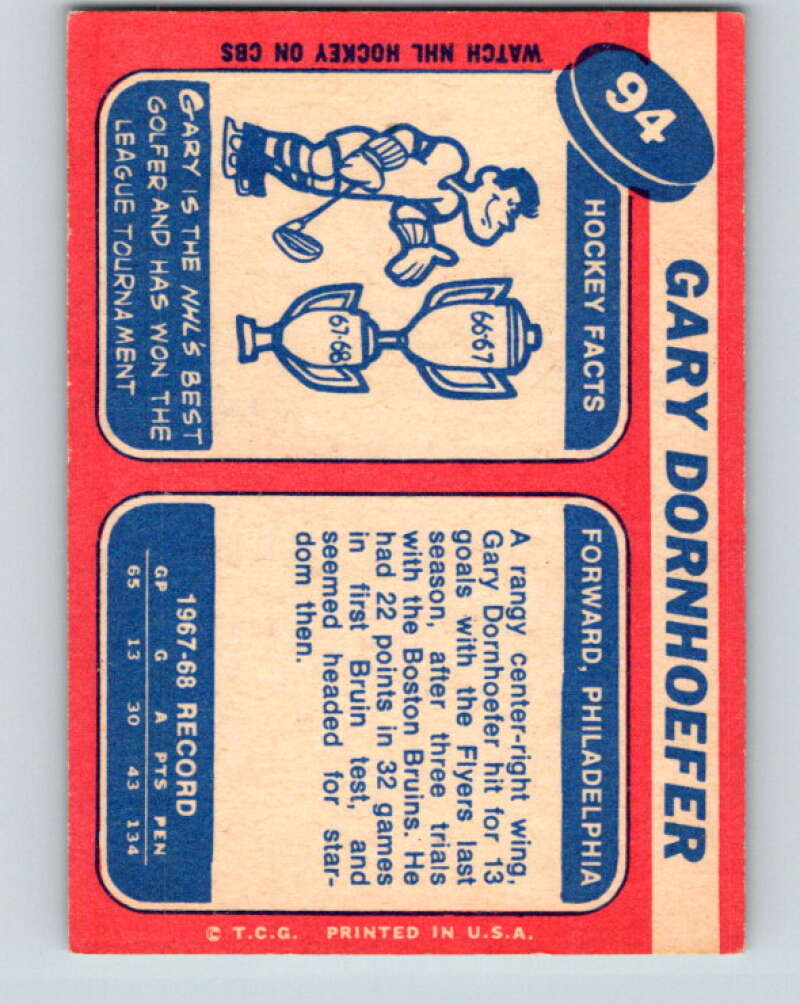 94
GARY DORNHOEFER
HOCKEY FACTS
66-67
67-68
GARY IS THE NHL'S BEST
GOLFER AND HAS WON THE
LEAGUE TOURNAMENT
WATCH NHL HOCKEY ON CBS
FORWARD, PHILADELPHIA
A rangy center-right wing,
Gary Dornhoefer hit for 13
goals with the Flyers last
season, after three trials
with the Boston Bruins. He
had 22 points in 32 games
in first Bruin test, and
seemed headed for star-
dom then.
1967-68 RECORD
GP G A PTS PEN
65 13 30 43 134
© T.C.G. PRINTED IN U.S.A.